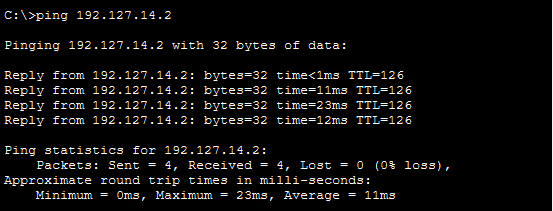 C:\>ping 192.127.14.2
Pinging 192.127.14.2 with 32 bytes of data:
Reply from 192.127.14.2: bytes=32 time<1ms TTL=126
Reply from 192.127.14.2: bytes=32 time=11ms TTL=126
Reply from 192.127.14.2: bytes=32 time=23ms TTL=126
Reply from 192.127.14.2: bytes=32 time=12ms TTL=126
Ping statistics for 192.127.14.2:
Packets: Sent = 4, Received = 4, Lost = 0 (0% loss),
Approximate round trip times in milli-seconds:
Minimum = 0ms, Maximum = 23ms, Average = 11ms